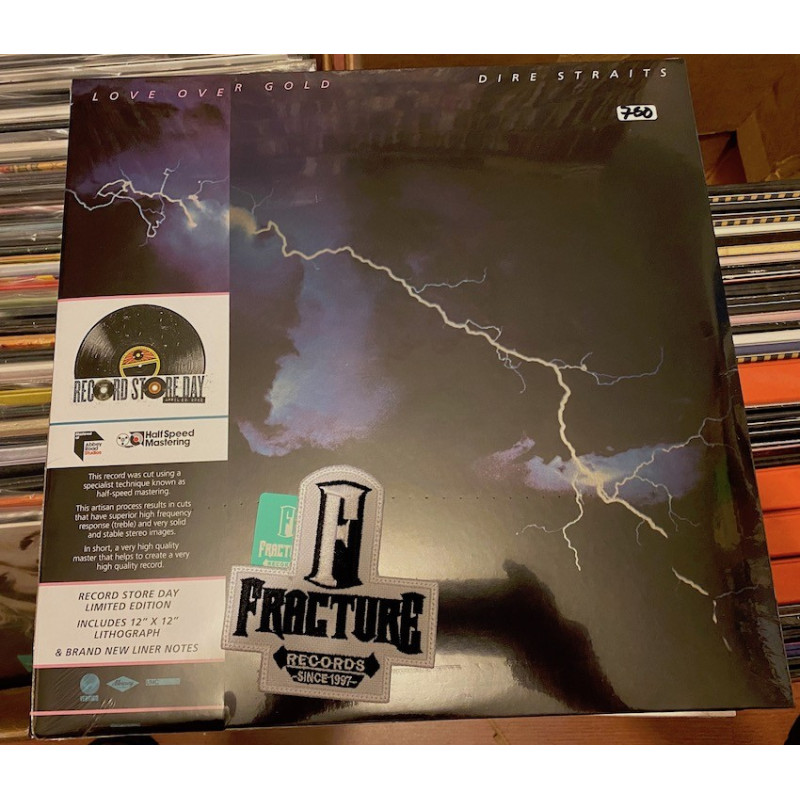 LOVE OVER GOLD
DIRE STRAITS
760
RECORD STORE DAY
Abbey
Road
Studios
Half Speed
Mastering
This record was cut using a
specialist technique known as
half-speed mastering.
This artisan process results in cuts
that have superior high frequency
response (treble) and very solid
and stable stereo images.
In short, a very high quality
master that helps to create a very
high quality record.
RECORD STORE DAY
LIMITED EDITION
INCLUDES 12" X 12"
LITHOGRAPH
& BRAND NEW LINER NOTES
F
FRACTURE
RECORDS
-SINCE 1997-